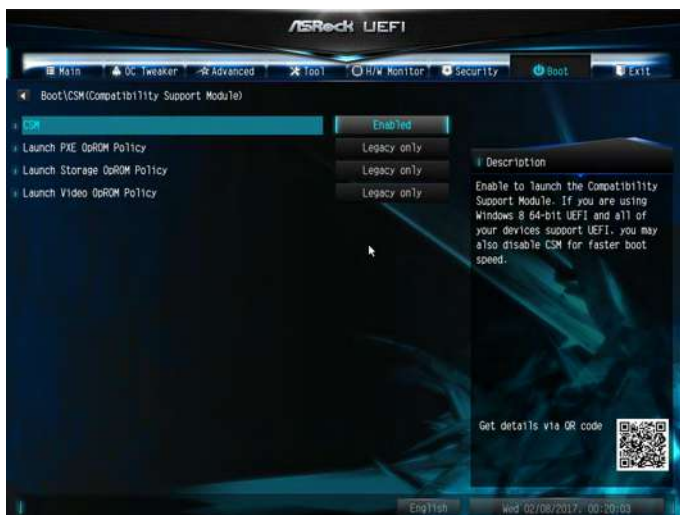 ASRock UEFI
Main OC Tweaker Advanced Tool H/W Monitor Security Boot Exit
Boot\CSM(Compatibility Support Module)
CSM Enabled
Launch PXE OpROM Policy Legacy only
Launch Storage OpROM Policy Legacy only
Launch Video OpROM Policy Legacy only
Description
Enable to launch the Compatibility
Support Module. If you are using
Windows 8 64-bit UEFI and all of
your devices support UEFI. you may
also disable CSM for faster boot
speed.
Get details via QR code
English Wed 02/08/2017. 00:20:03